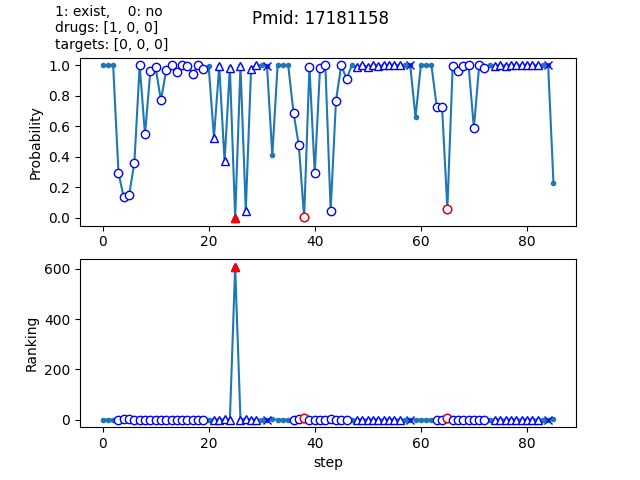 1: exist,    0: no
drugs: [1, 0, 0]
targets: [0, 0, 0]
Pmid: 17181158
Probability
1.0
0.8
0.6
0.4
0.2
0.0
0 20 40 60 80
Ranking
600
400
200
0
0 20 40 60 80
step